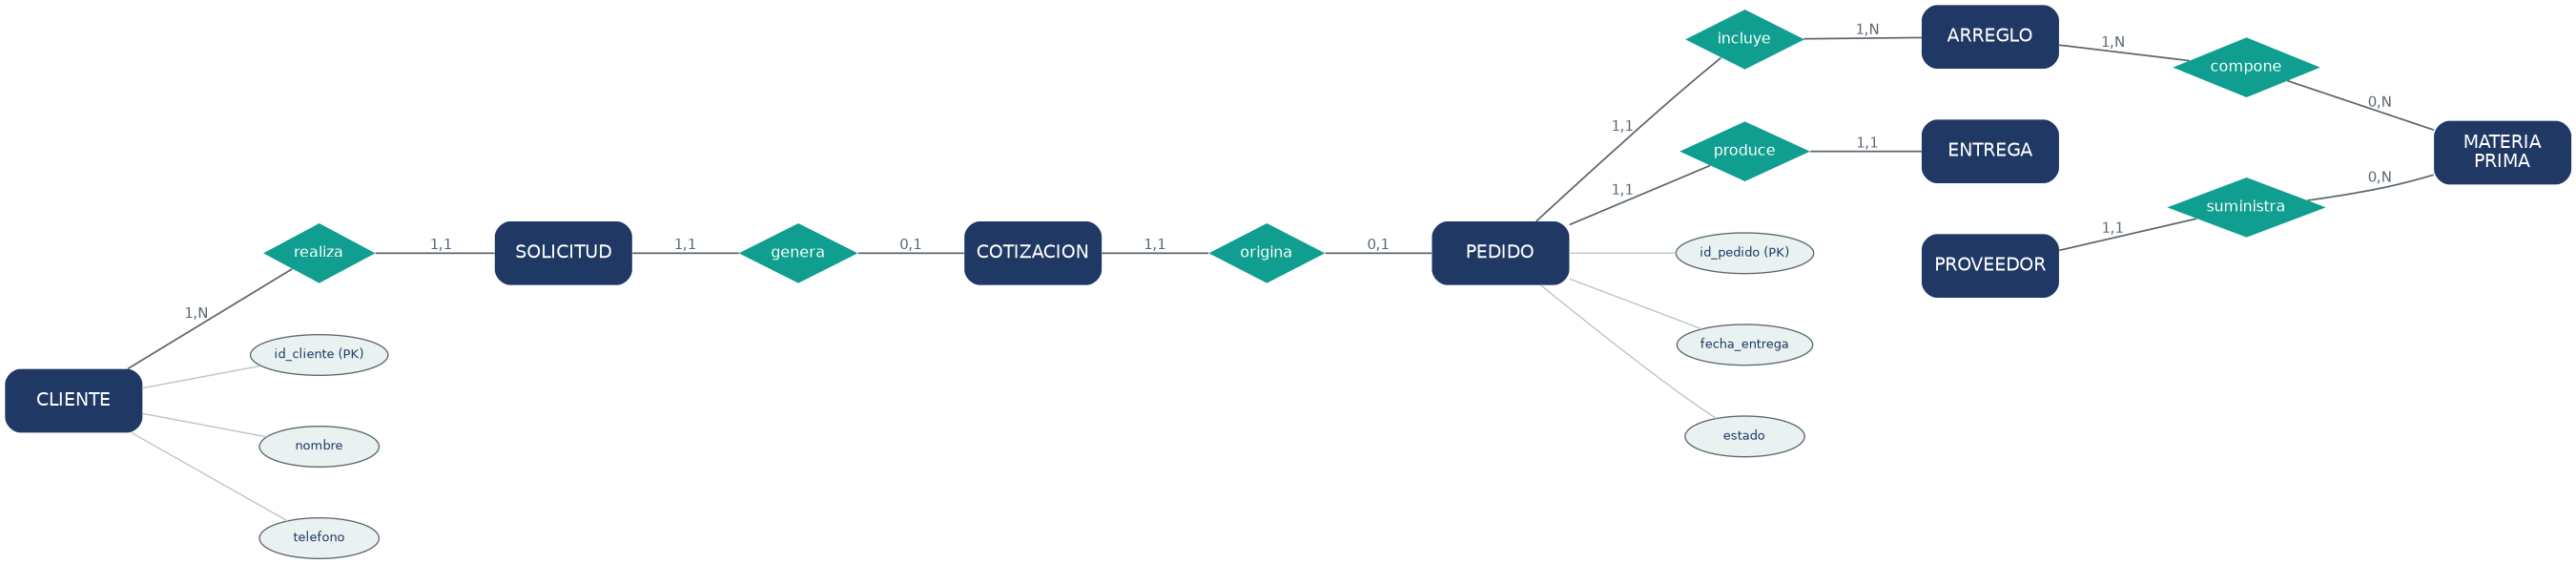 incluye
1,N
ARREGLO
1,N
compone
0,N
MATERIA
PRIMA
1,1
produce
1,1
ENTREGA
1,1
0,N
suministra
1,1
PROVEEDOR
realiza
1,1
SOLICITUD
1,1
genera
0,1
COTIZACION
1,1
origina
0,1
PEDIDO
id_pedido (PK)
fecha_entrega
estado
1,N
CLIENTE
id_cliente (PK)
nombre
telefono